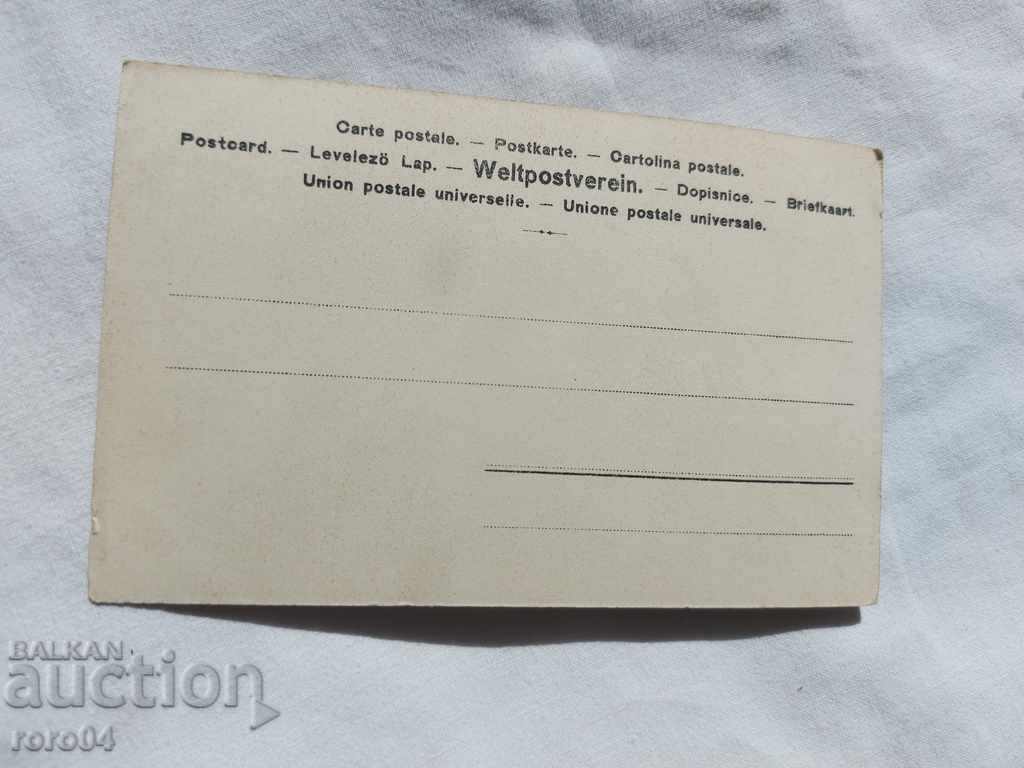 Carte postale. — Postkarte. — Cartolina postale.
Postcard. — Levelezö Lap. — Weltpostverein. — Dopisnice. — Briefkaart.
Union postale universelle. — Unione postale universale.
BALKAN
auction
roro04